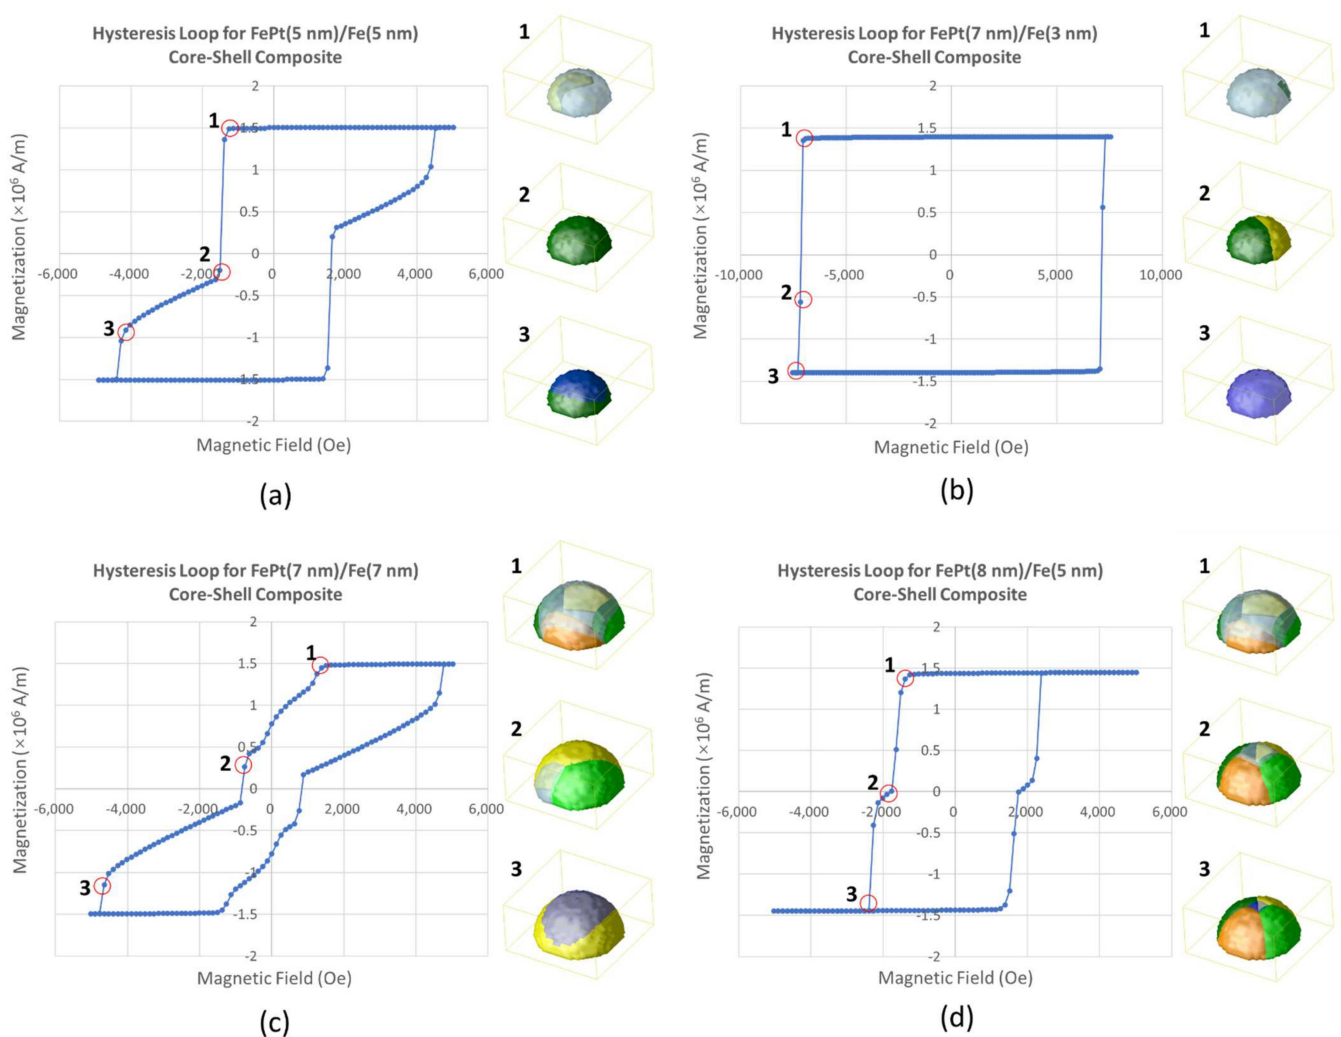 Hysteresis Loop for FePt(5 nm)/Fe(5 nm)
Core-Shell Composite
Magnetization (×10⁶ A/m)
2
1.5
1
0.5
0
-0.5
-1
-1.5
-2
-6,000 -4,000 -2,000 0 2,000 4,000 6,000
1
2
3
Magnetic Field (Oe)
1
2
3
(a)
Hysteresis Loop for FePt(7 nm)/Fe(3 nm)
Core-Shell Composite
Magnetization (×10⁶ A/m)
2
1.5
1
0.5
0
-0.5
-1
-1.5
-2
-10,000 -5,000 0 5,000 10,000
1
2
3
Magnetic Field (Oe)
1
2
3
(b)
Hysteresis Loop for FePt(7 nm)/Fe(7 nm)
Core-Shell Composite
Magnetization (×10⁶ A/m)
2
1.5
1
0.5
0
-0.5
-1
-1.5
-2
-6,000 -4,000 -2,000 0 2,000 4,000 6,000
1
2
3
Magnetic Field (Oe)
1
2
3
(c)
Hysteresis Loop for FePt(8 nm)/Fe(5 nm)
Core-Shell Composite
Magnetization (×10⁶ A/m)
2
1.5
1
0.5
0
-0.5
-1
-1.5
-2
-6,000 -4,000 -2,000 0 2,000 4,000 6,000
1
2
3
Magnetic Field (Oe)
1
2
3
(d)